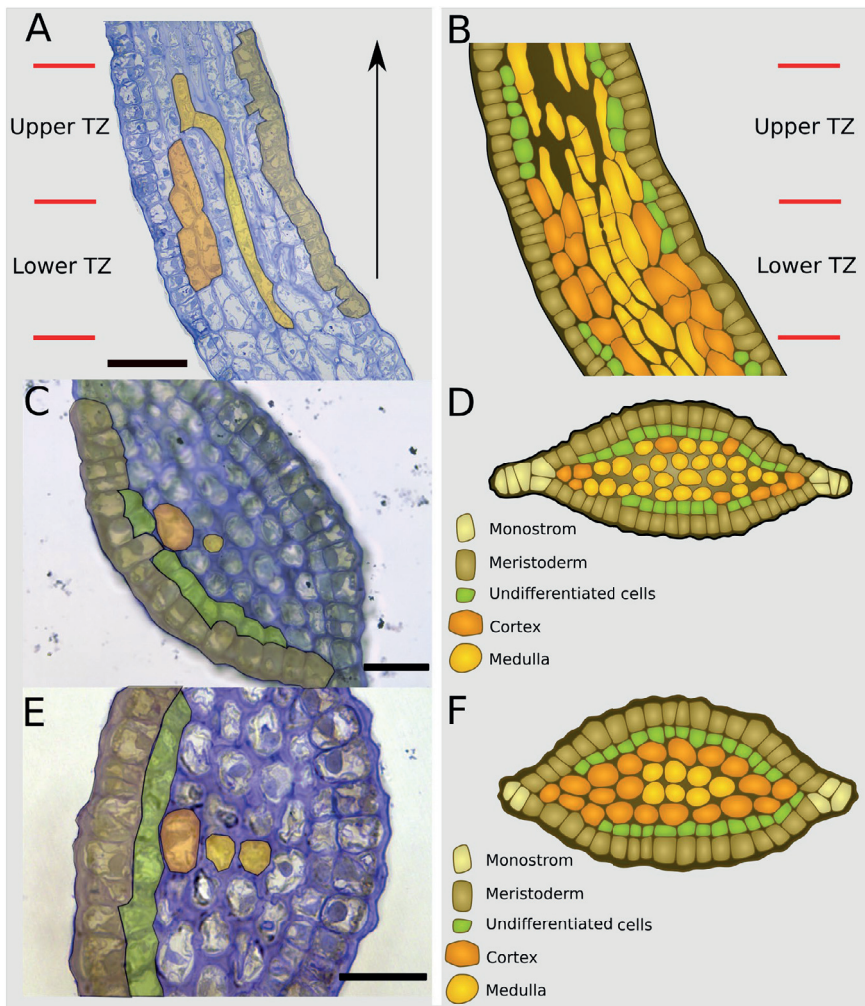 A
B
Upper TZ
Upper TZ
Lower TZ
Lower TZ
C
D
Monostrom
Meristoderm
Undifferentiated cells
Cortex
Medulla
E
F
Monostrom
Meristoderm
Undifferentiated cells
Cortex
Medulla